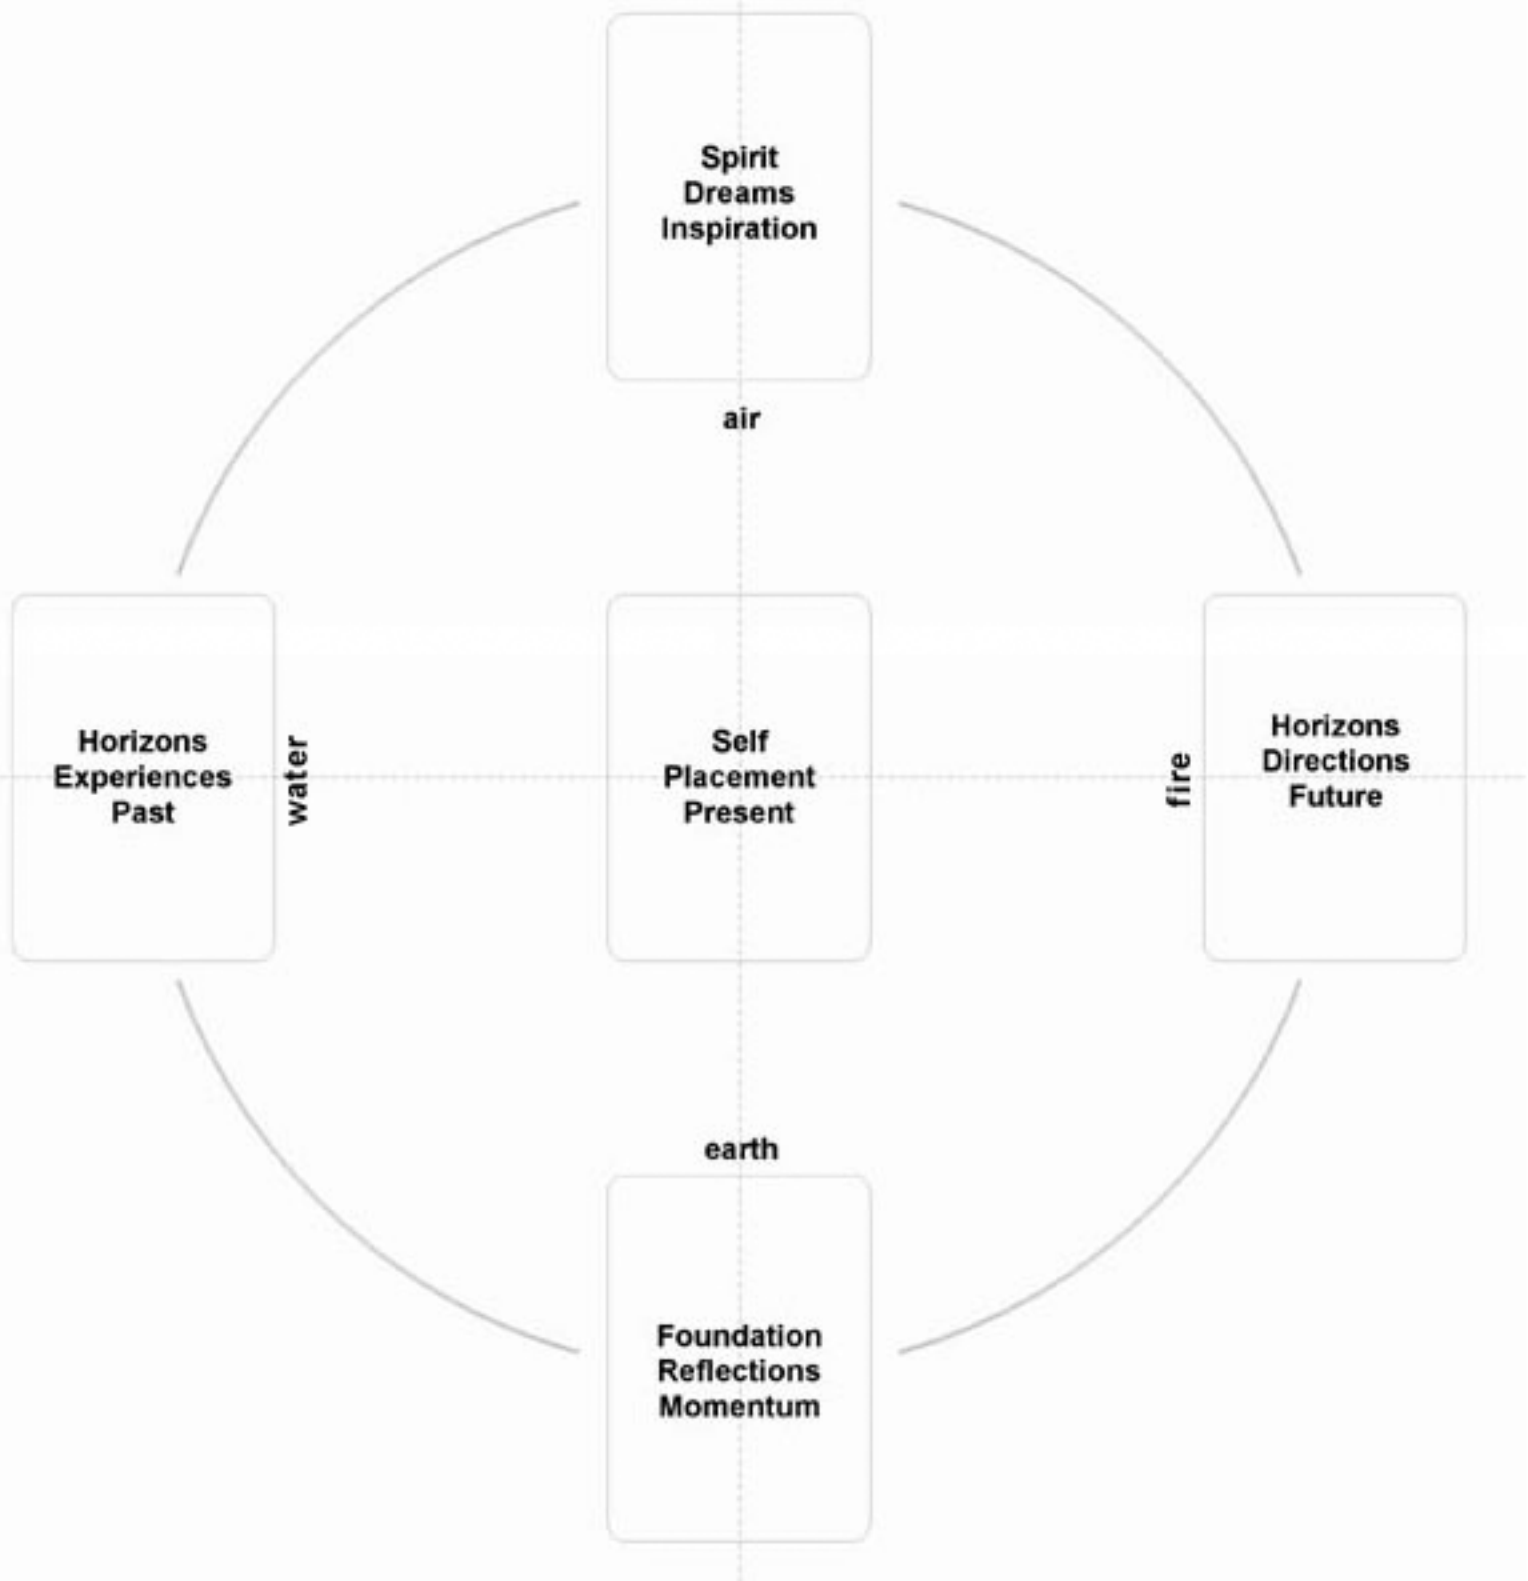 Spirit
Dreams
Inspiration
air
Horizons
Experiences
Past
water
Self
Placement
Present
fire
Horizons
Directions
Future
earth
Foundation
Reflections
Momentum